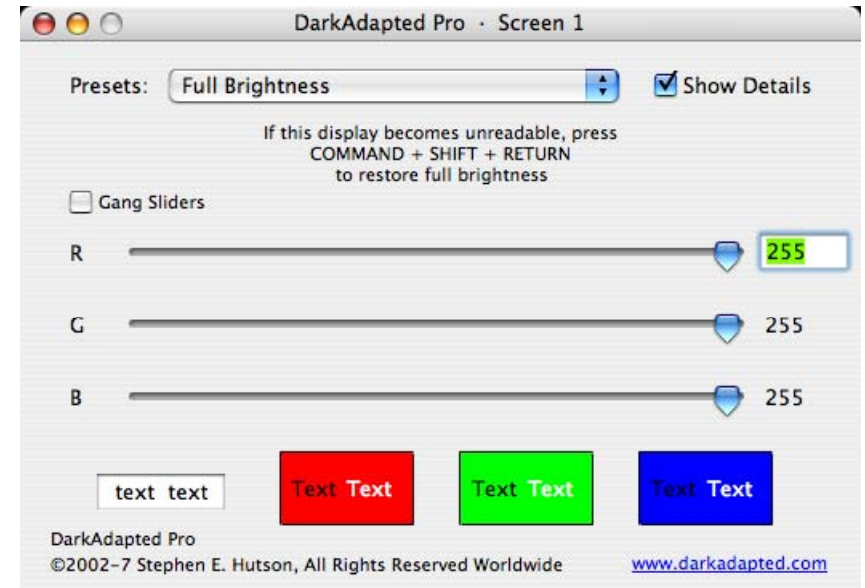 DarkAdapted Pro · Screen 1
Presets: Full Brightness Show Details
If this display becomes unreadable, press
COMMAND + SHIFT + RETURN
to restore full brightness
Gang Sliders
R 255
G 255
B 255
text text Text Text Text Text Text Text
DarkAdapted Pro
©2002-7 Stephen E. Hutson, All Rights Reserved Worldwide www.darkadapted.com